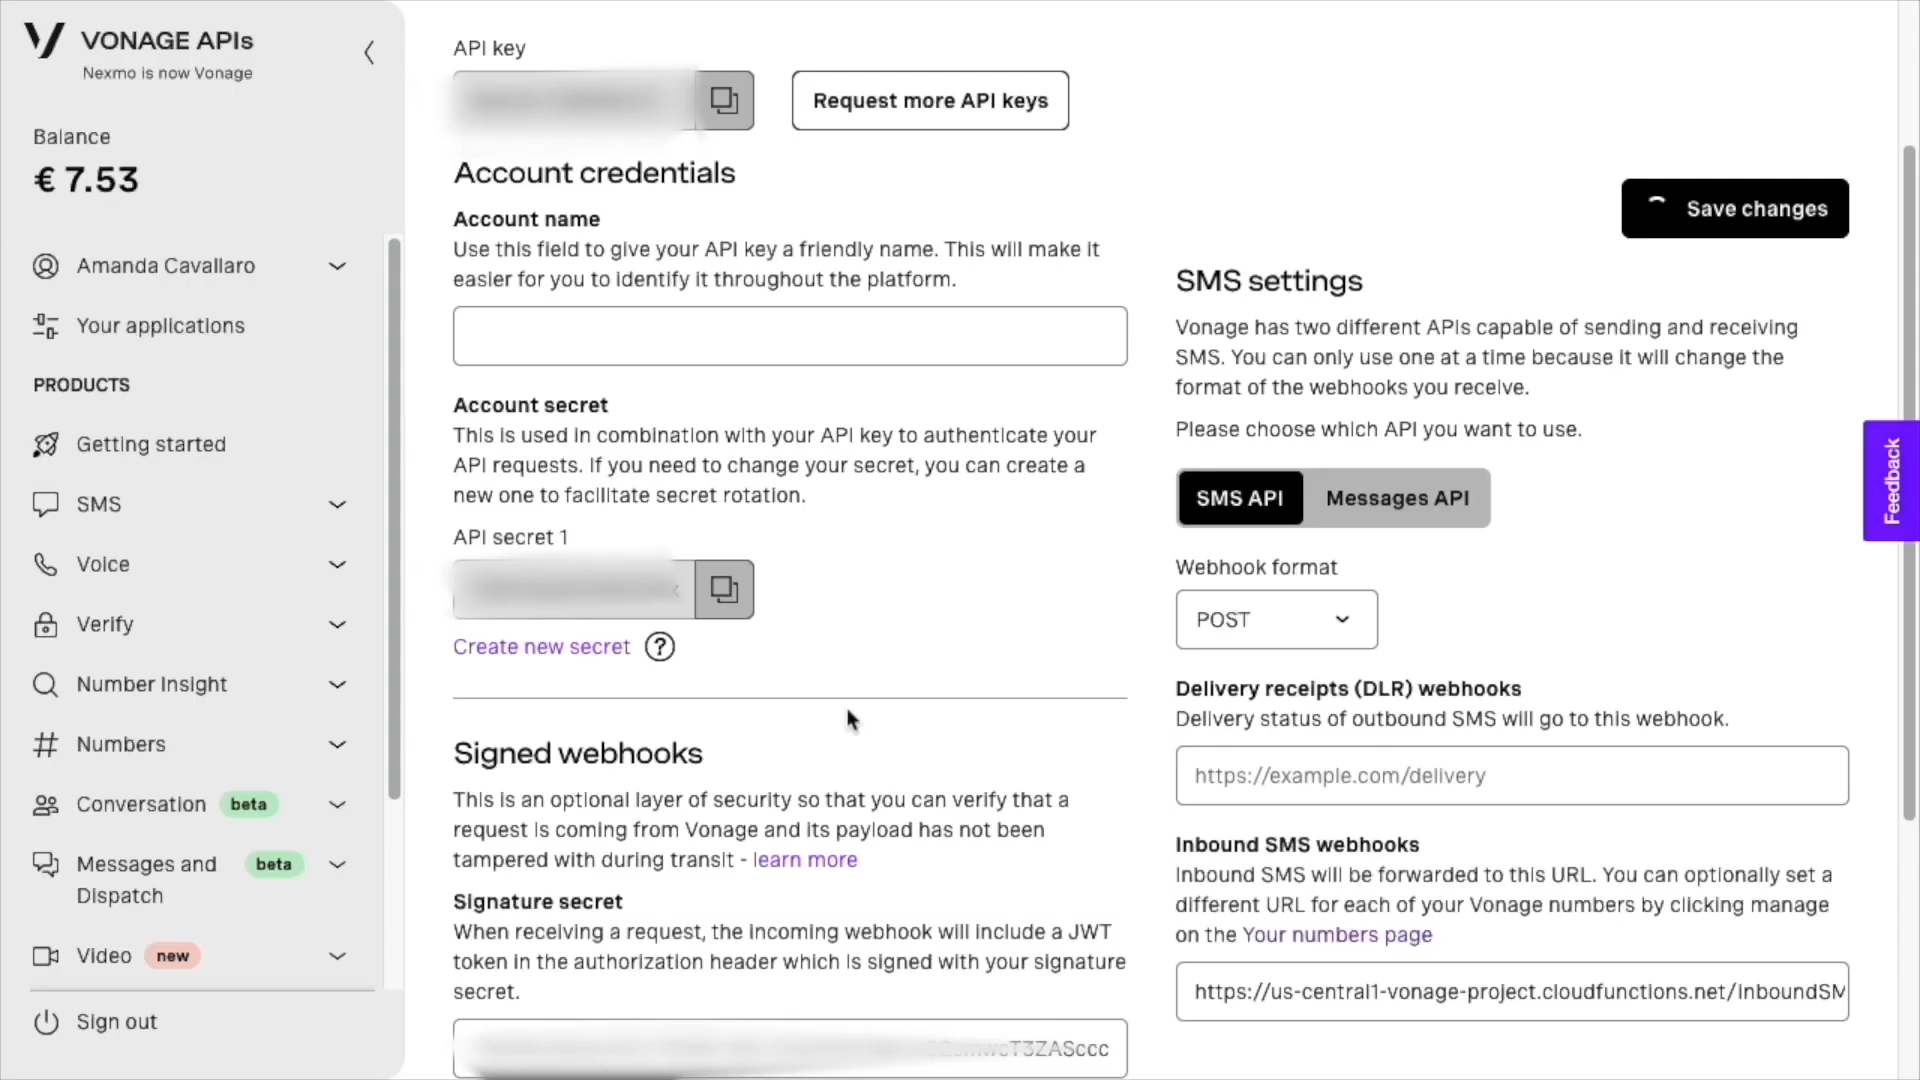 VONAGE APIs
Nexmo is now Vonage
Balance
€ 7.53
Amanda Cavallaro
Your applications
PRODUCTS
Getting started
SMS
Voice
Verify
Number Insight
Numbers
Conversation beta
Messages and beta
Dispatch
Video new
Sign out
API key
Request more API keys
Account credentials
Account name
Use this field to give your API key a friendly name. This will make it
easier for you to identify it throughout the platform.
Account secret
This is used in combination with your API key to authenticate your
API requests. If you need to change your secret, you can create a
new one to facilitate secret rotation.
API secret 1
Create new secret ?
Signed webhooks
This is an optional layer of security so that you can verify that a
request is coming from Vonage and its payload has not been
tampered with during transit - learn more
Signature secret
When receiving a request, the incoming webhook will include a JWT
token in the authorization header which is signed with your signature
secret.
Save changes
SMS settings
Vonage has two different APIs capable of sending and receiving
SMS. You can only use one at a time because it will change the
format of the webhooks you receive.
Please choose which API you want to use.
SMS API Messages API
Webhook format
POST
Delivery receipts (DLR) webhooks
Delivery status of outbound SMS will go to this webhook.
https://example.com/delivery
Inbound SMS webhooks
Inbound SMS will be forwarded to this URL. You can optionally set a
different URL for each of your Vonage numbers by clicking manage
on the Your numbers page
https://us-central1-vonage-project.cloudfunctions.net/inboundSM
Feedback